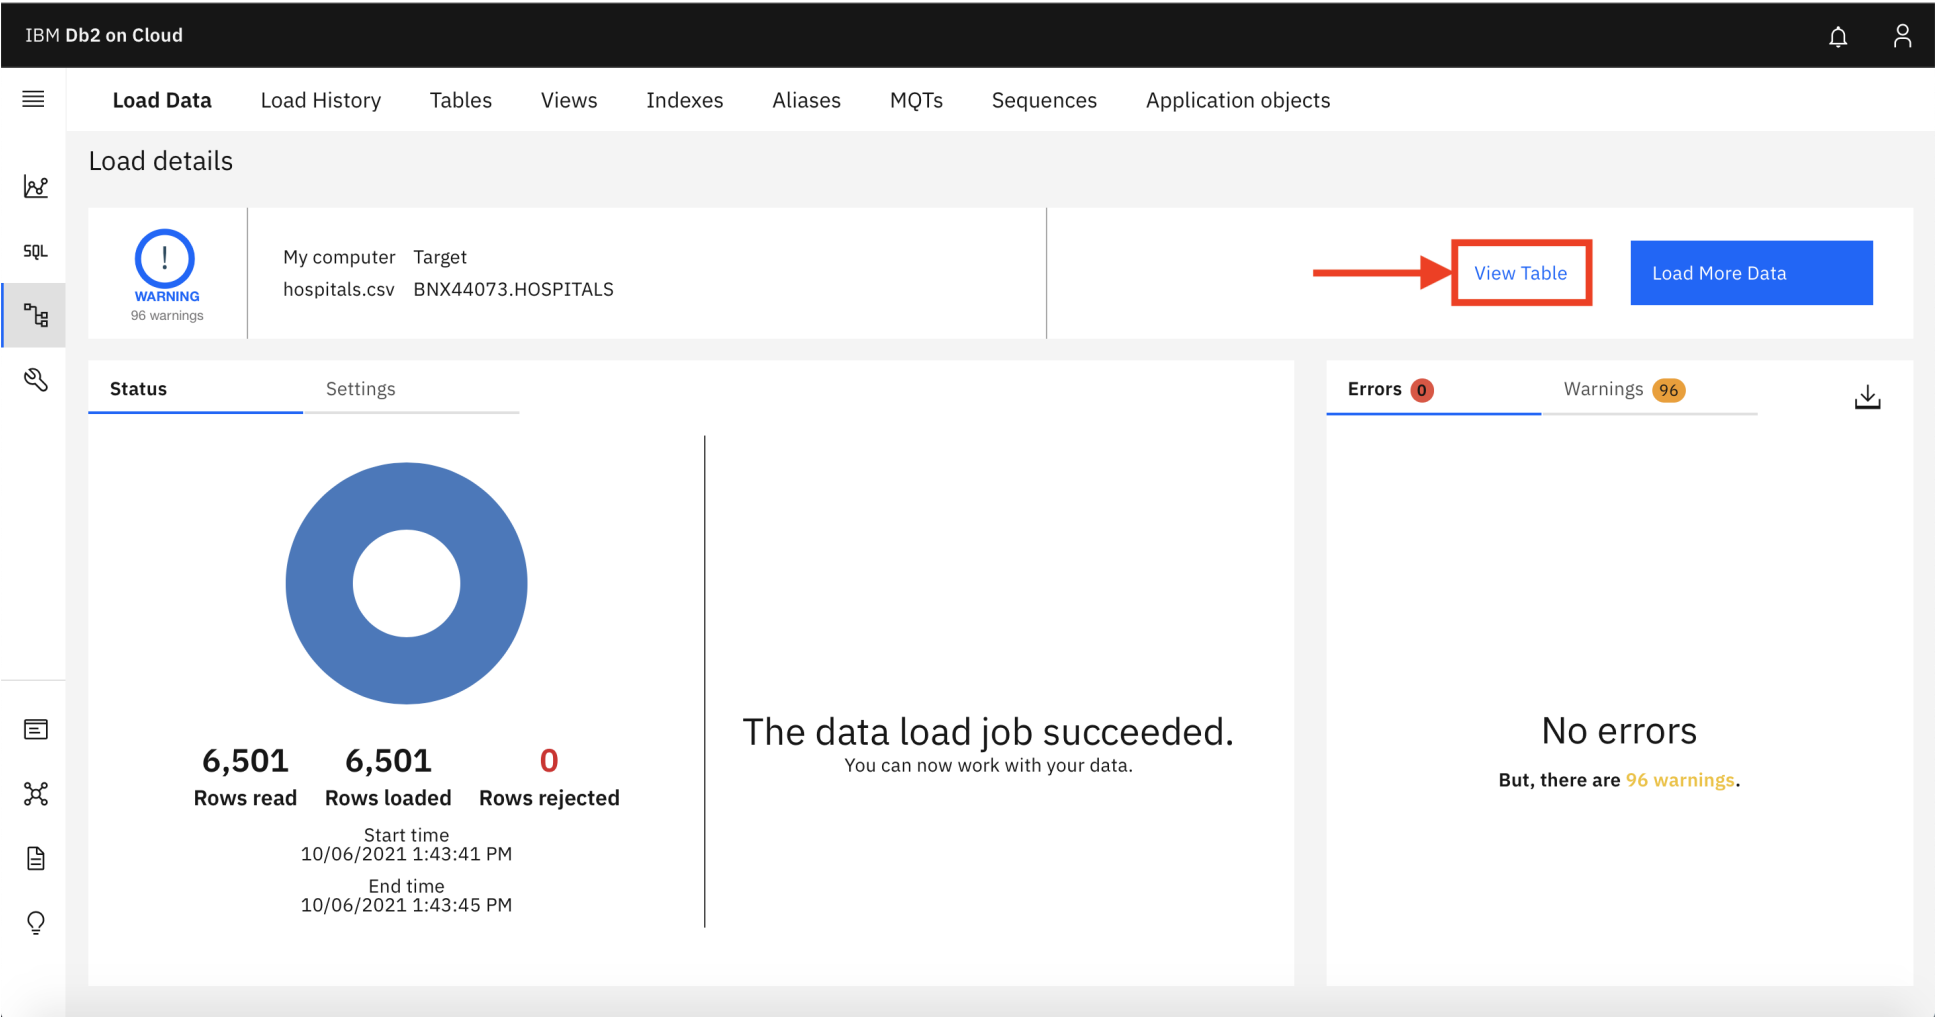 IBM Db2 on Cloud
Load Data Load History Tables Views Indexes Aliases MQTs Sequences Application objects
Load details
SQL
!
WARNING
96 warnings
My computer Target
hospitals.csv BNX44073.HOSPITALS
View Table
Load More Data
Status Settings
6,501 6,501 0
Rows read Rows loaded Rows rejected
Start time
10/06/2021 1:43:41 PM
End time
10/06/2021 1:43:45 PM
The data load job succeeded.
You can now work with your data.
Errors 0 Warnings 96
No errors
But, there are 96 warnings.